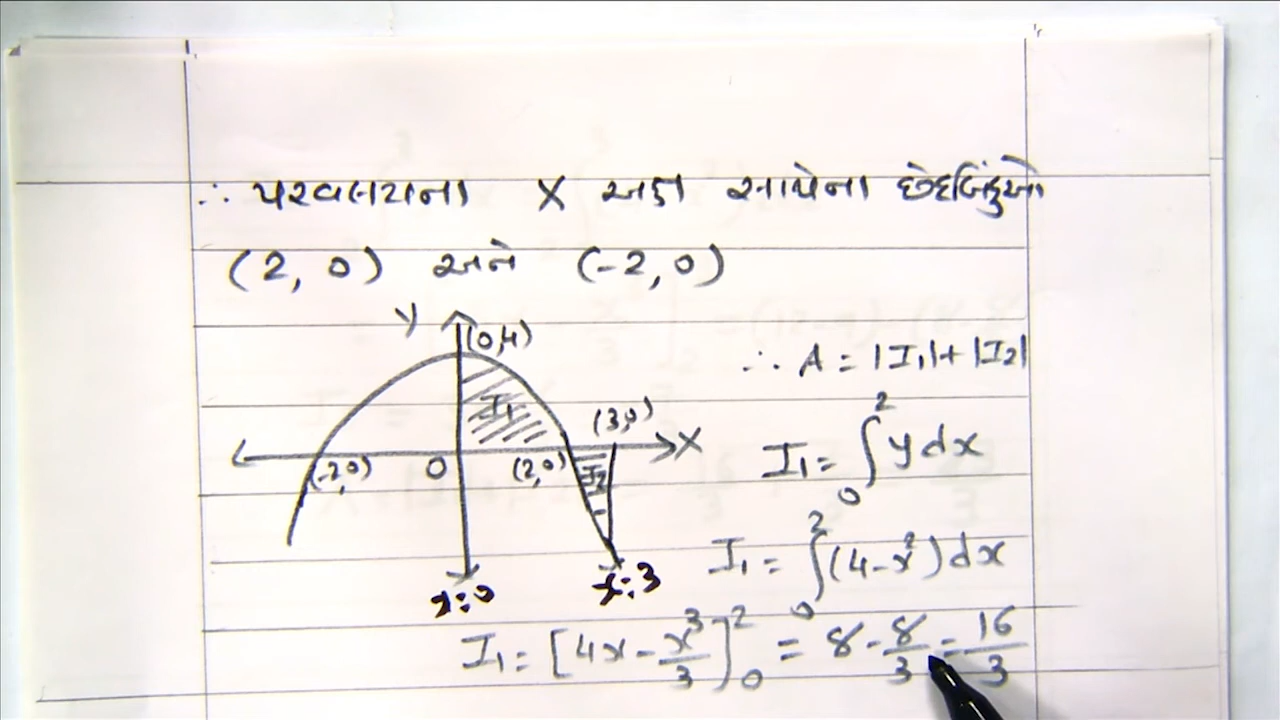 ∴ પરવલયના X અક્ષ સાથેના છેદબિંદુઓ
(2, 0) અને (-2, 0)
Y
(0,4)
∴ A = |I₁| + |I₂|
I₁
(3,0)
X
I₁ = ∫₀² y dx
(-2,0) O (2,0) I₂
I₁ = ∫₀² (4-x²) dx
x=0 x=3
I₁ = [4x - x³/3]₀² = 8 - 8/3 = 16/3